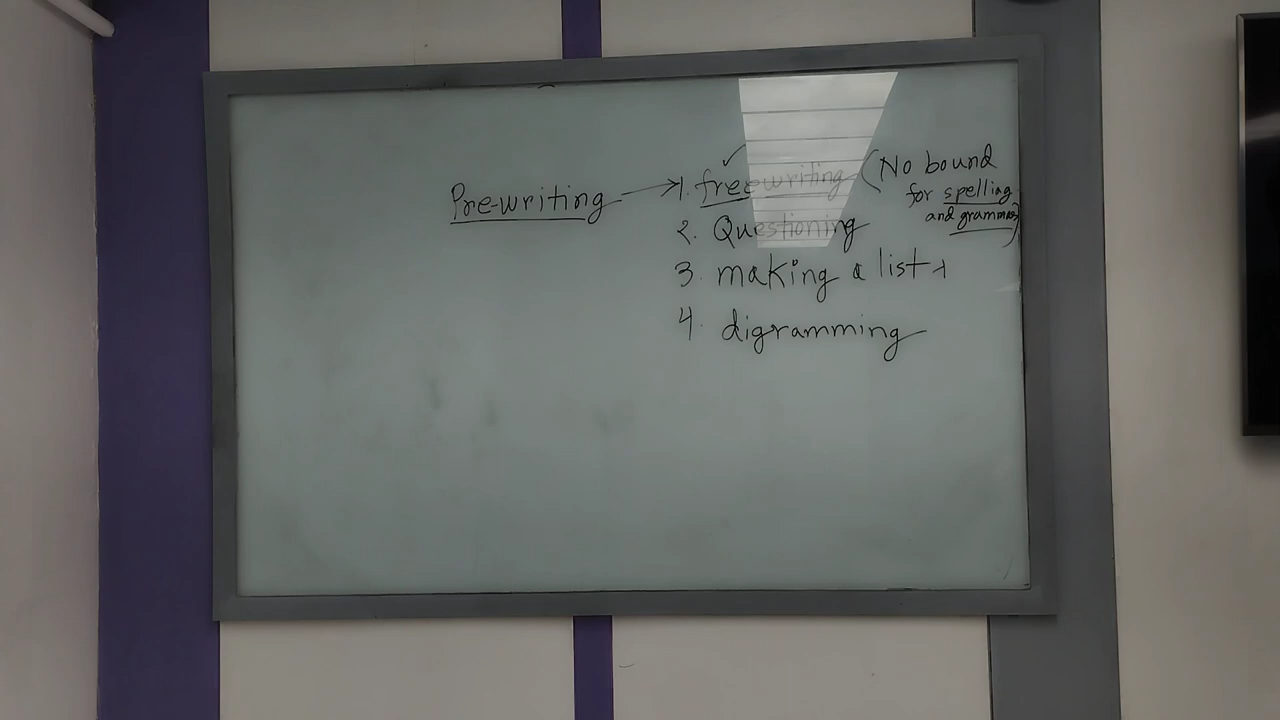 Pre-writing → 1. freewriting (No bound
for spelling
and grammar)
2. Questioning
3. making a list
4. digramming